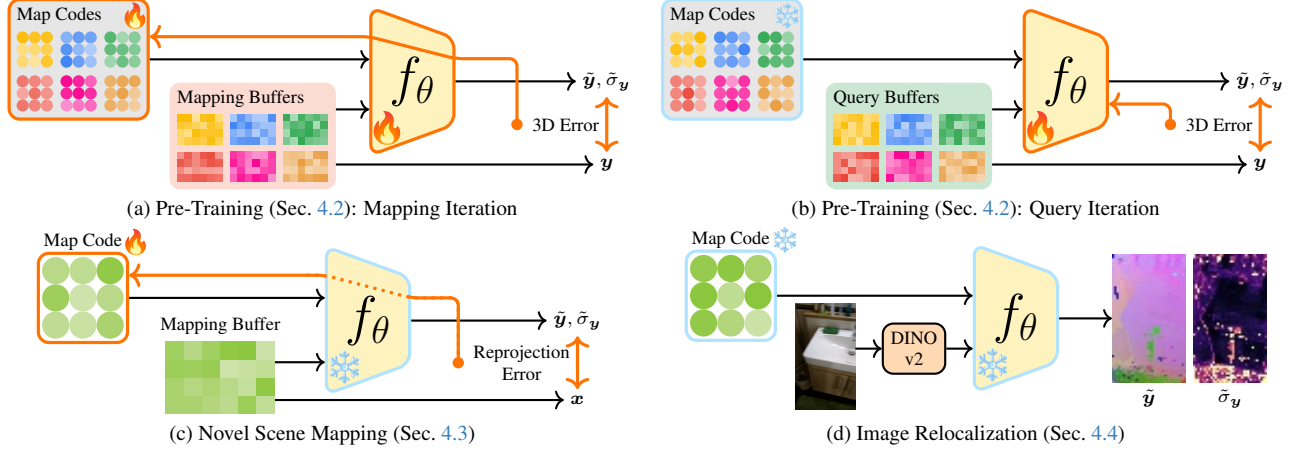 Map Codes
f_θ
ỹ, σ̃_y
Mapping Buffers
3D Error
y
(a) Pre-Training (Sec. 4.2): Mapping Iteration
Map Codes
f_θ
ỹ, σ̃_y
Query Buffers
3D Error
y
(b) Pre-Training (Sec. 4.2): Query Iteration
Map Code
f_θ
ỹ, σ̃_y
Mapping Buffer
Reprojection
Error
x
(c) Novel Scene Mapping (Sec. 4.3)
Map Code
f_θ
DINO
v2
ỹ
σ̃_y
(d) Image Relocalization (Sec. 4.4)